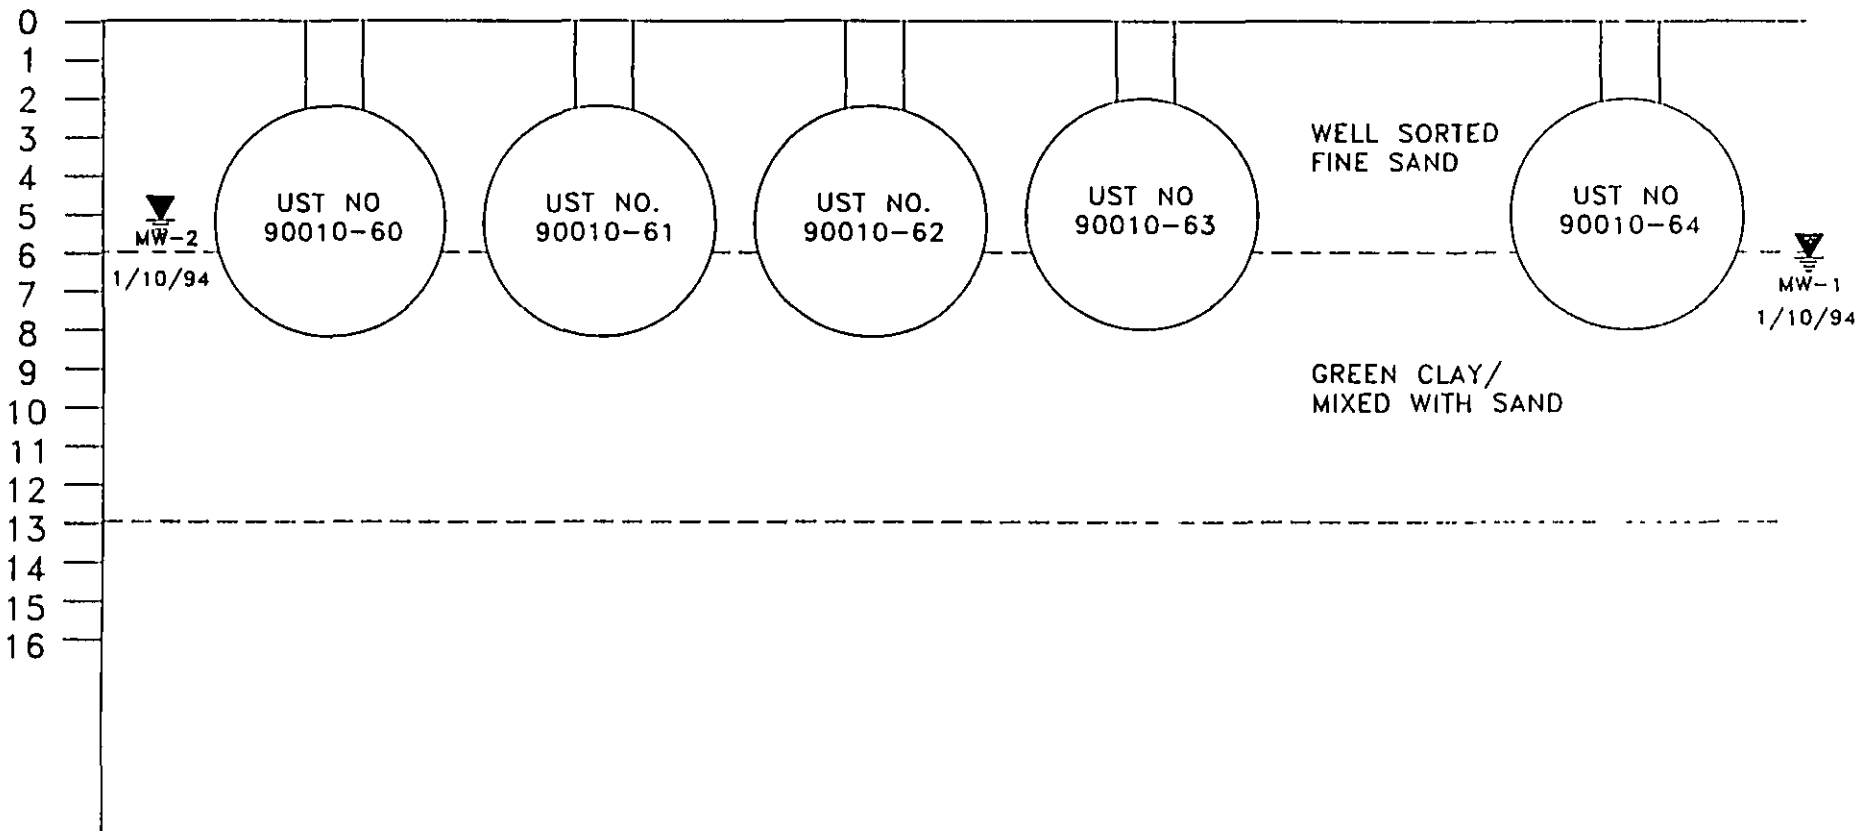 0
1
2
3
4
5
6
7
8
9
10
11
12
13
14
15
16
MW-2
1/10/94
UST NO
90010-60
UST NO.
90010-61
UST NO.
90010-62
UST NO
90010-63
WELL SORTED
FINE SAND
UST NO
90010-64
MW-1
1/10/94
GREEN CLAY/
MIXED WITH SAND